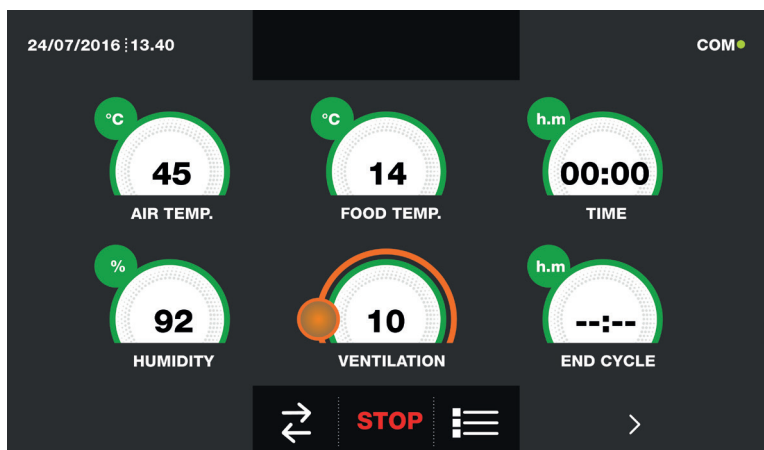 24/07/2016 13.40
COM
°C °C h.m
45 14 00:00
AIR TEMP. FOOD TEMP. TIME
% h.m
92 10 --:--
HUMIDITY VENTILATION END CYCLE
STOP